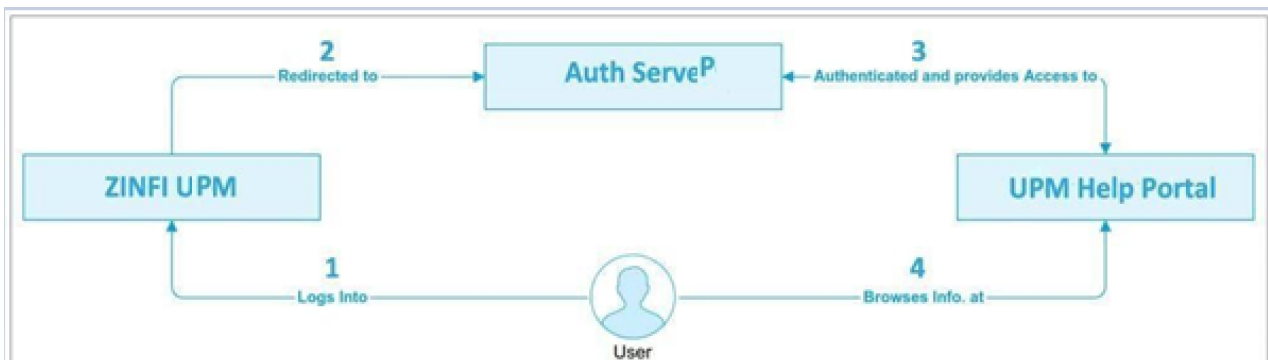 2
Redirected to
Auth ServeP
3
Authenticated and provides Access to
ZINFI UPM
UPM Help Portal
1
Logs Into
4
Browses Info. at
User